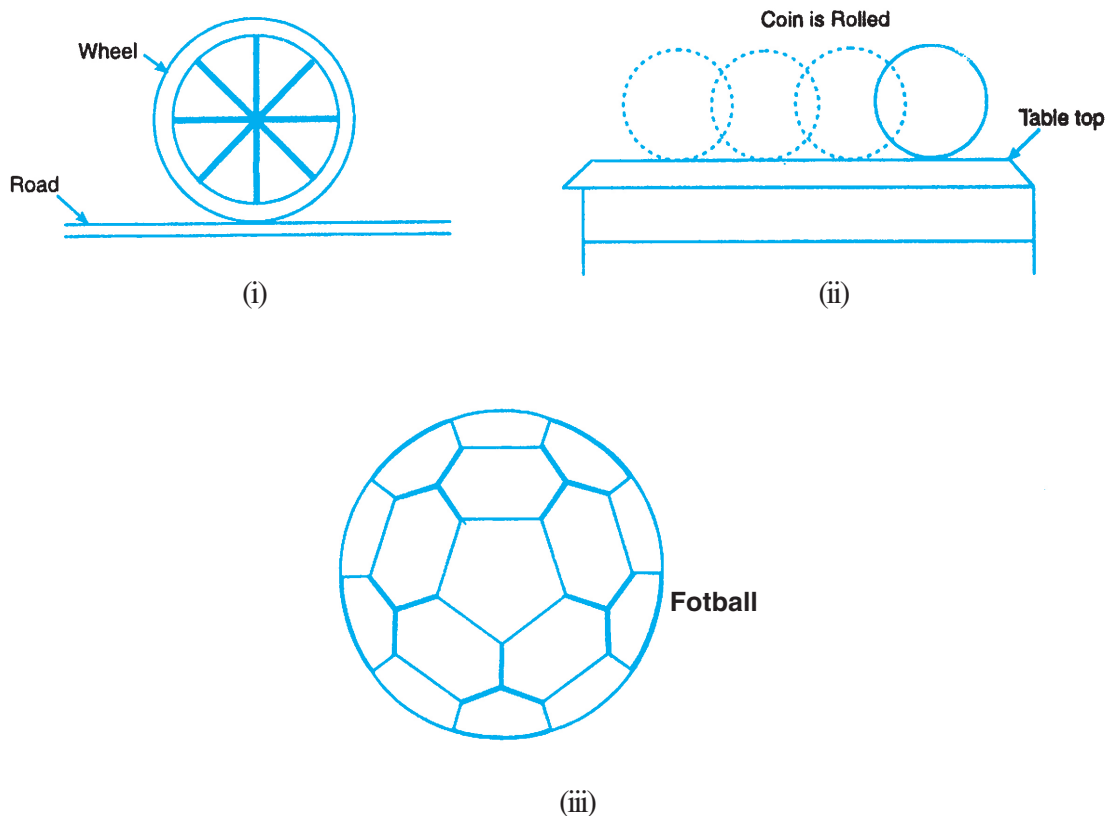 Coin is Rolled
Wheel
Table top
Road
(i)
(ii)
Fotball
(iii)